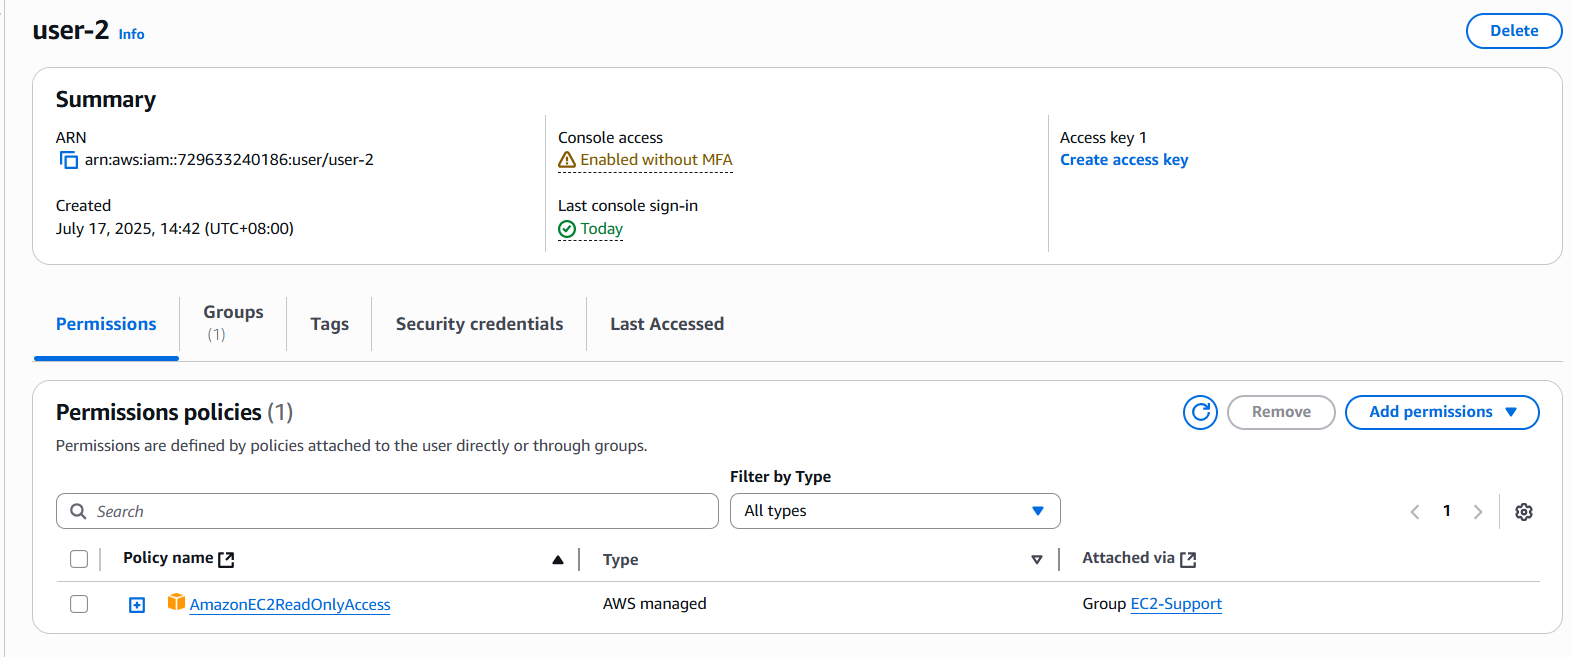 user-2 Info
Delete
Summary
ARN
arn:aws:iam::729633240186:user/user-2
Created
July 17, 2025, 14:42 (UTC+08:00)
Console access
Enabled without MFA
Last console sign-in
Today
Access key 1
Create access key
Permissions
Groups
(1)
Tags
Security credentials
Last Accessed
Permissions policies (1)
Remove
Add permissions
Permissions are defined by policies attached to the user directly or through groups.
Filter by Type
Search
All types
1
Policy name
Type
Attached via
AmazonEC2ReadOnlyAccess
AWS managed
Group EC2-Support